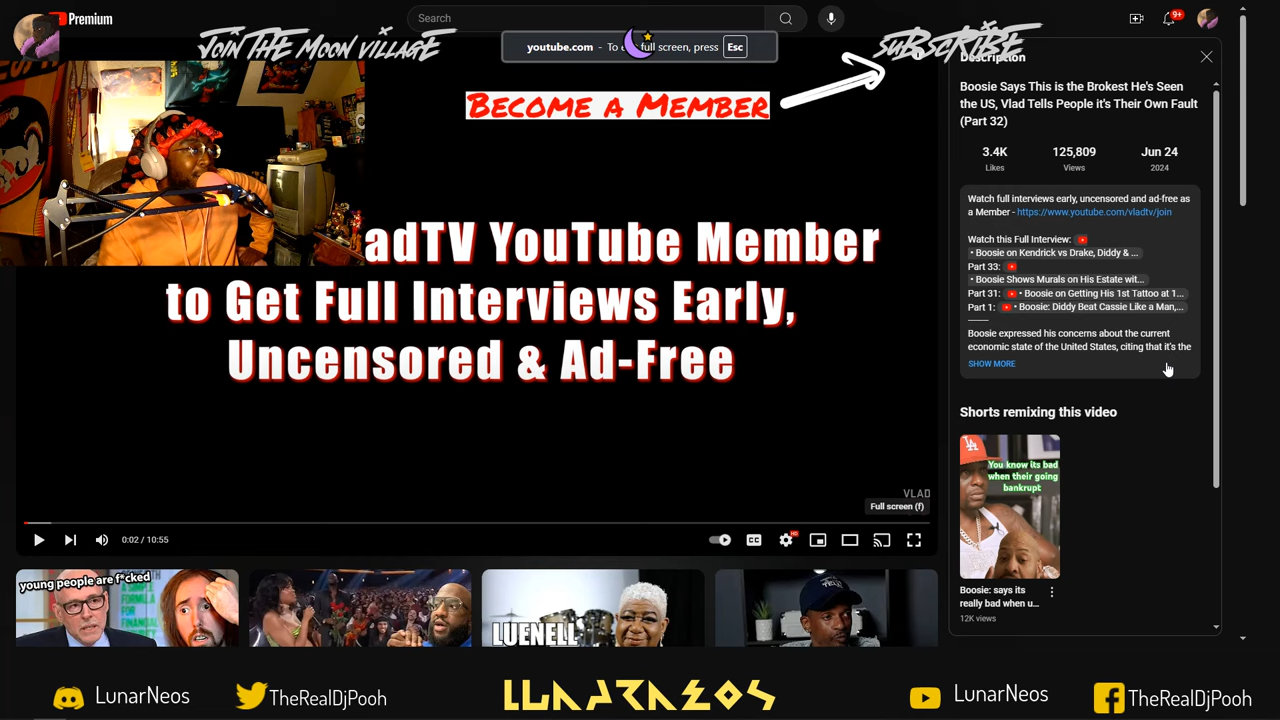 Premium
Search
9+
JOIN THE MOON VILLAGE
youtube.com - To e full screen, press Esc
SUBSCRIBE
BECOME A MEMBER
adTV YouTube Member
to Get Full Interviews Early,
Uncensored & Ad-Free
VLAD
Full screen (f)
0:02 / 10:55
CC
HD
Description
Boosie Says This is the Brokest He's Seen
the US, Vlad Tells People it's Their Own Fault
(Part 32)
3.4K 125,809 Jun 24
Likes Views 2024
Watch full interviews early, uncensored and ad-free as
a Member - https://www.youtube.com/vladtv/join
Watch this Full Interview:
• Boosie on Kendrick vs Drake, Diddy & ...
Part 33:
• Boosie Shows Murals on His Estate wit...
Part 31: • Boosie on Getting His 1st Tattoo at 1...
Part 1: • Boosie: Diddy Beat Cassie Like a Man,...
Boosie expressed his concerns about the current
economic state of the United States, citing that it's the
SHOW MORE
Shorts remixing this video
You know its bad
when their going
bankrupt
Boosie: says its
really bad when u...
12K views
young people are f*cked
LUENELL
LunarNeos
TheRealDjPooh
LUNARNEOS
LunarNeos
TheRealDjPooh